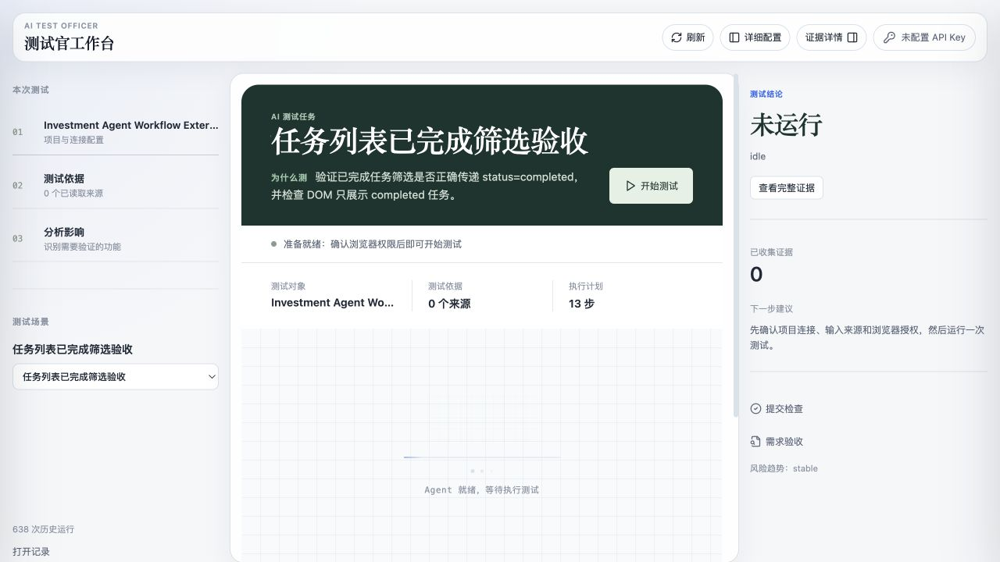 AI TEST OFFICER
测试官工作台
刷新
详细配置
证据详情
未配置 API Key
本次测试
01
Investment Agent Workflow Exter...
项目与连接配置
02
测试依据
0 个已读取来源
03
分析影响
识别需要验证的功能
测试场景
任务列表已完成筛选验收
任务列表已完成筛选验收
638 次历史运行
打开记录
AI 测试任务
任务列表已完成筛选验收
为什么测 验证已完成任务筛选是否正确传递 status=completed，
并检查 DOM 只展示 completed 任务。
开始测试
准备就绪：确认浏览器权限后即可开始测试
测试对象
Investment Agent Wo...
测试依据
0 个来源
执行计划
13 步
Agent 就绪，等待执行测试
测试结论
未运行
idle
查看完整证据
已收集证据
0
下一步建议
先确认项目连接、输入来源和浏览器授权，然后运行一次
测试。
提交检查
需求验收
风险趋势：stable